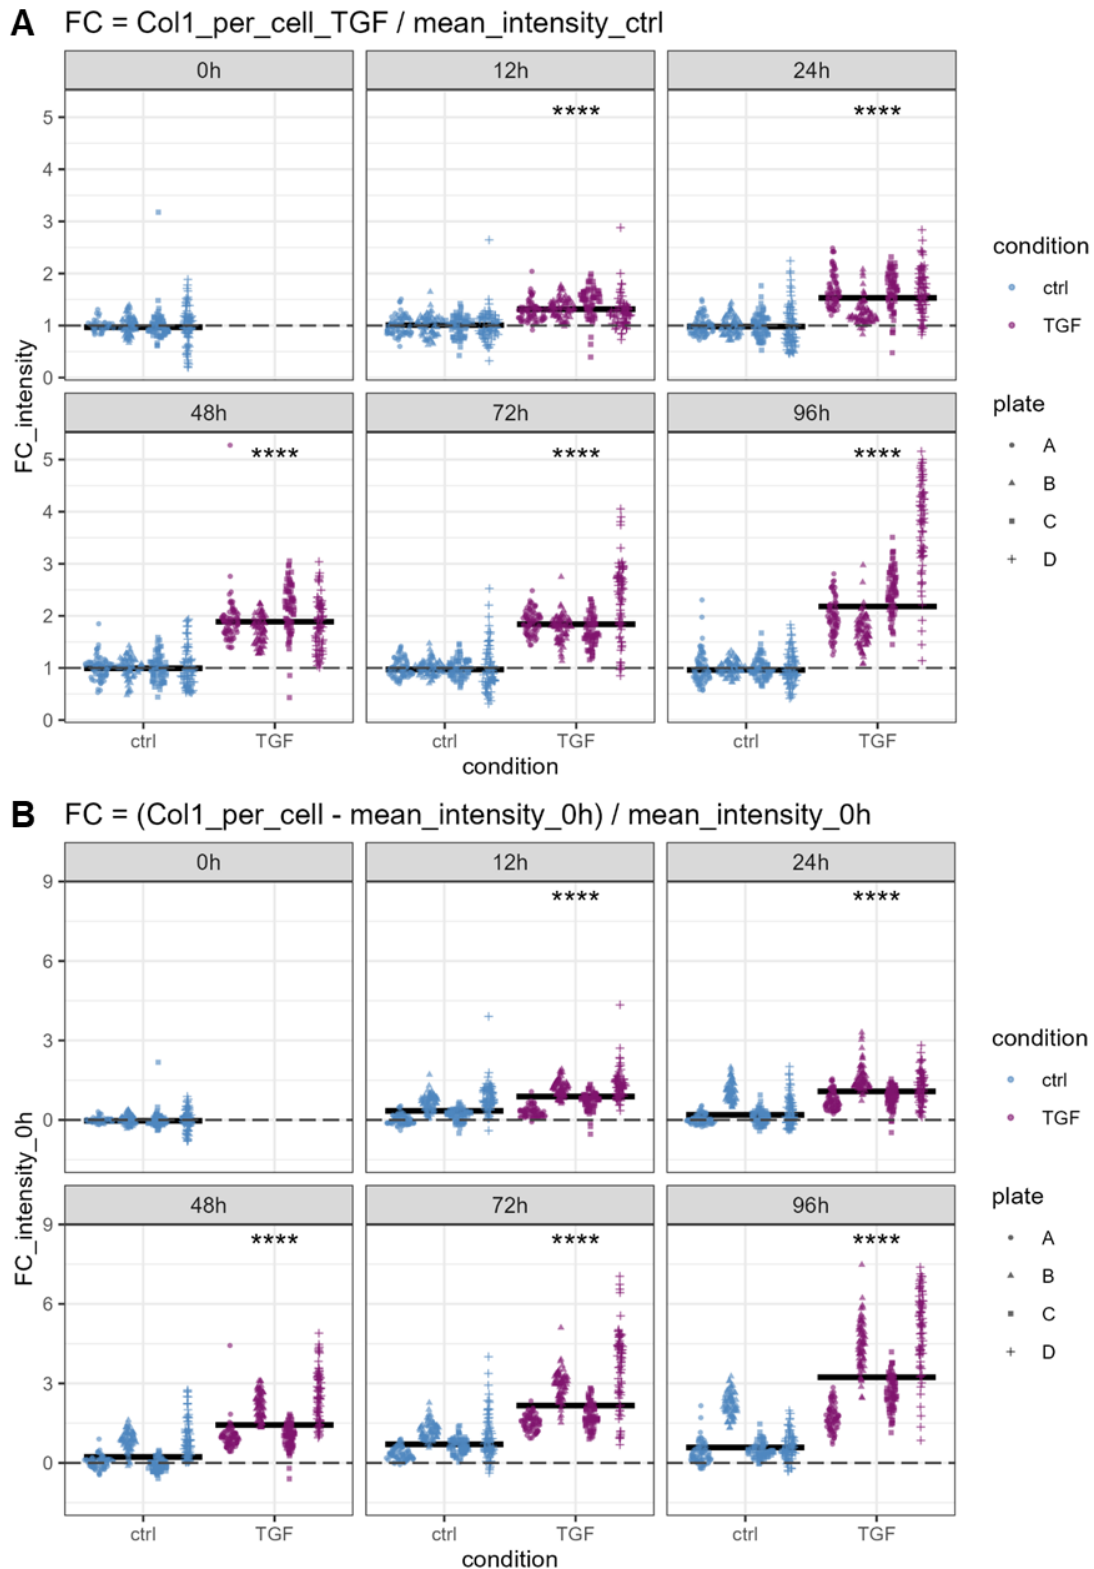 A FC = Col1_per_cell_TGF / mean_intensity_ctrl
0h 12h 24h
**** ****
5
4
3
2
1
0
48h 72h 96h
**** **** ****
5
4
3
2
1
0
ctrl TGF ctrl TGF ctrl TGF
condition
FC_intensity
condition
ctrl
TGF
plate
A
B
C
D
B FC = (Col1_per_cell - mean_intensity_0h) / mean_intensity_0h
0h 12h 24h
**** ****
9
6
3
0
48h 72h 96h
**** **** ****
9
6
3
0
ctrl TGF ctrl TGF ctrl TGF
condition
FC_intensity_0h
condition
ctrl
TGF
plate
A
B
C
D